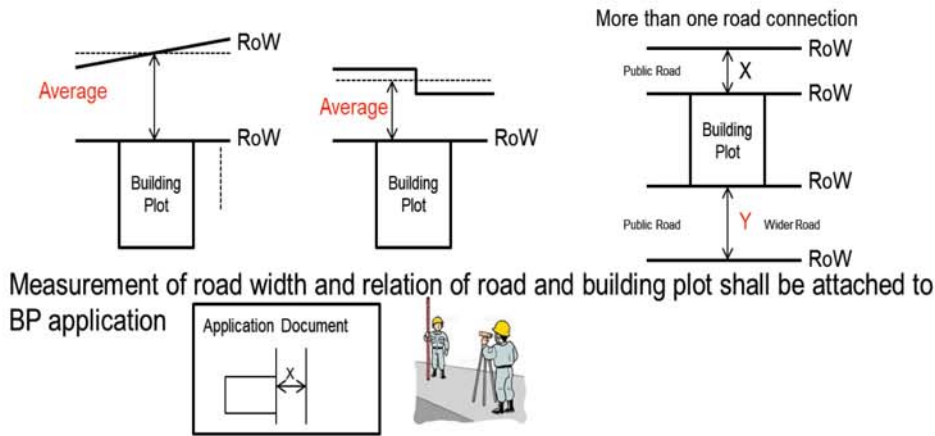 RoW
Average
RoW
Building
Plot
Average
RoW
Building
Plot
More than one road connection
RoW
Public Road
X
RoW
Building
Plot
RoW
Public Road
Y
Wider Road
RoW
Measurement of road width and relation of road and building plot shall be attached to
BP application
Application Document
X